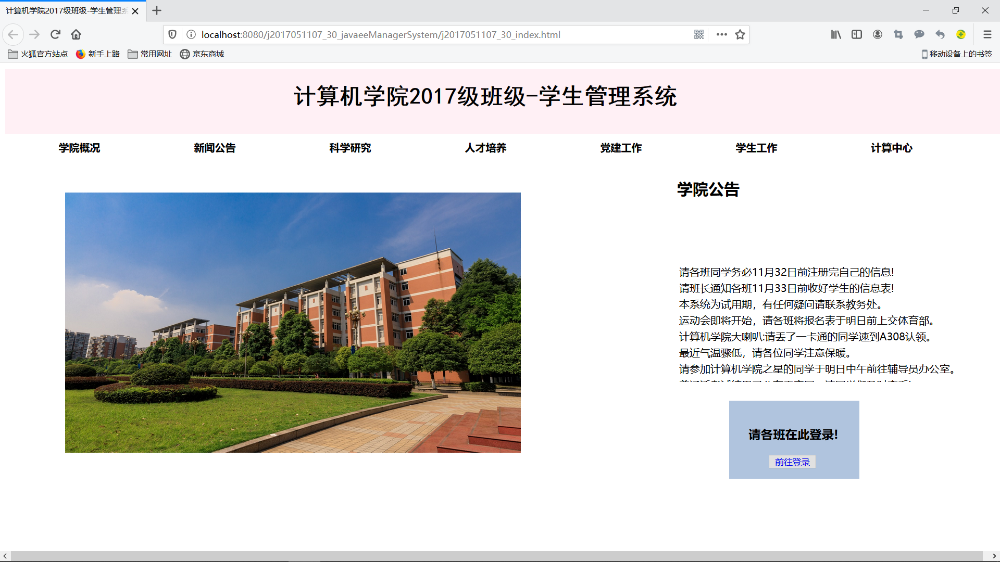 计算机学院2017级班级-学生管理系
localhost:8080/j2017051107_30_javaeeManagerSystem/j2017051107_30_index.html
火狐官方站点 新手上路 常用网址 京东商城 移动设备上的书签
计算机学院2017级班级-学生管理系统
学院概况 新闻公告 科学研究 人才培养 党建工作 学生工作 计算中心
学院公告
请各班同学务必11月32日前注册完自己的信息!
请班长通知各班11月33日前收好学生的信息表!
本系统为试用期，有任何疑问请联系教务处。
运动会即将开始，请各班将报名表于明日前上交体育部。
计算机学院大喇叭:请丢了一卡通的同学速到A308认领。
最近气温骤低，请各位同学注意保暖。
请参加计算机学院之星的同学于明日中午前往辅导员办公室。
请各班在此登录!
前往登录